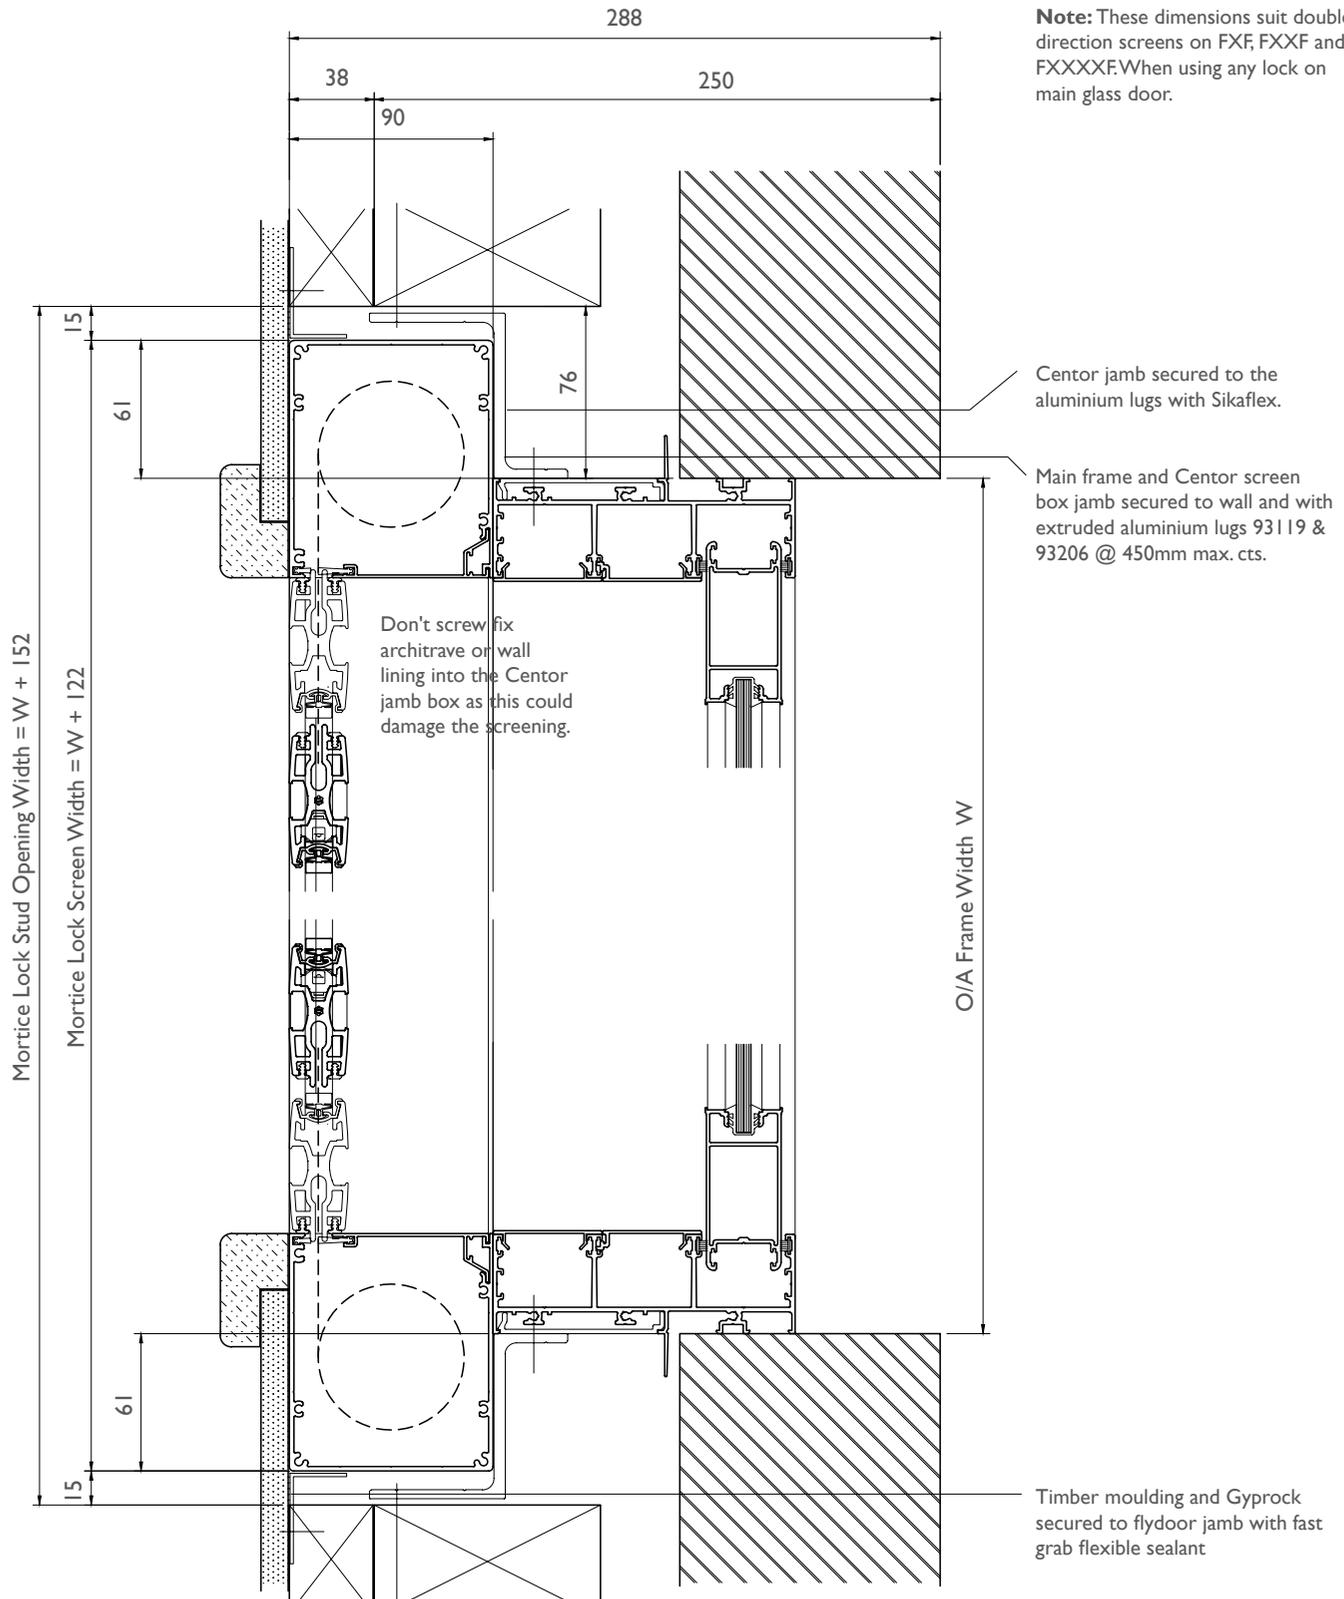 288
Note: These dimensions suit double
direction screens on FXF, FXXF and
FXXXXF. When using any lock on
main glass door.
38
250
90
15
61
76
Centor jamb secured to the
aluminium lugs with Sikaflex.
Main frame and Centor screen
box jamb secured to wall and with
extruded aluminium lugs 93119 &
93206 @ 450mm max. cts.
Don't screw fix
architrave or wall
lining into the Centor
jamb box as this could
damage the screening.
Mortice Lock Stud Opening Width = W + 152
Mortice Lock Screen Width = W + 122
O/A Frame Width W
61
15
Timber moulding and Gyprock
secured to flydoor jamb with fast
grab flexible sealant